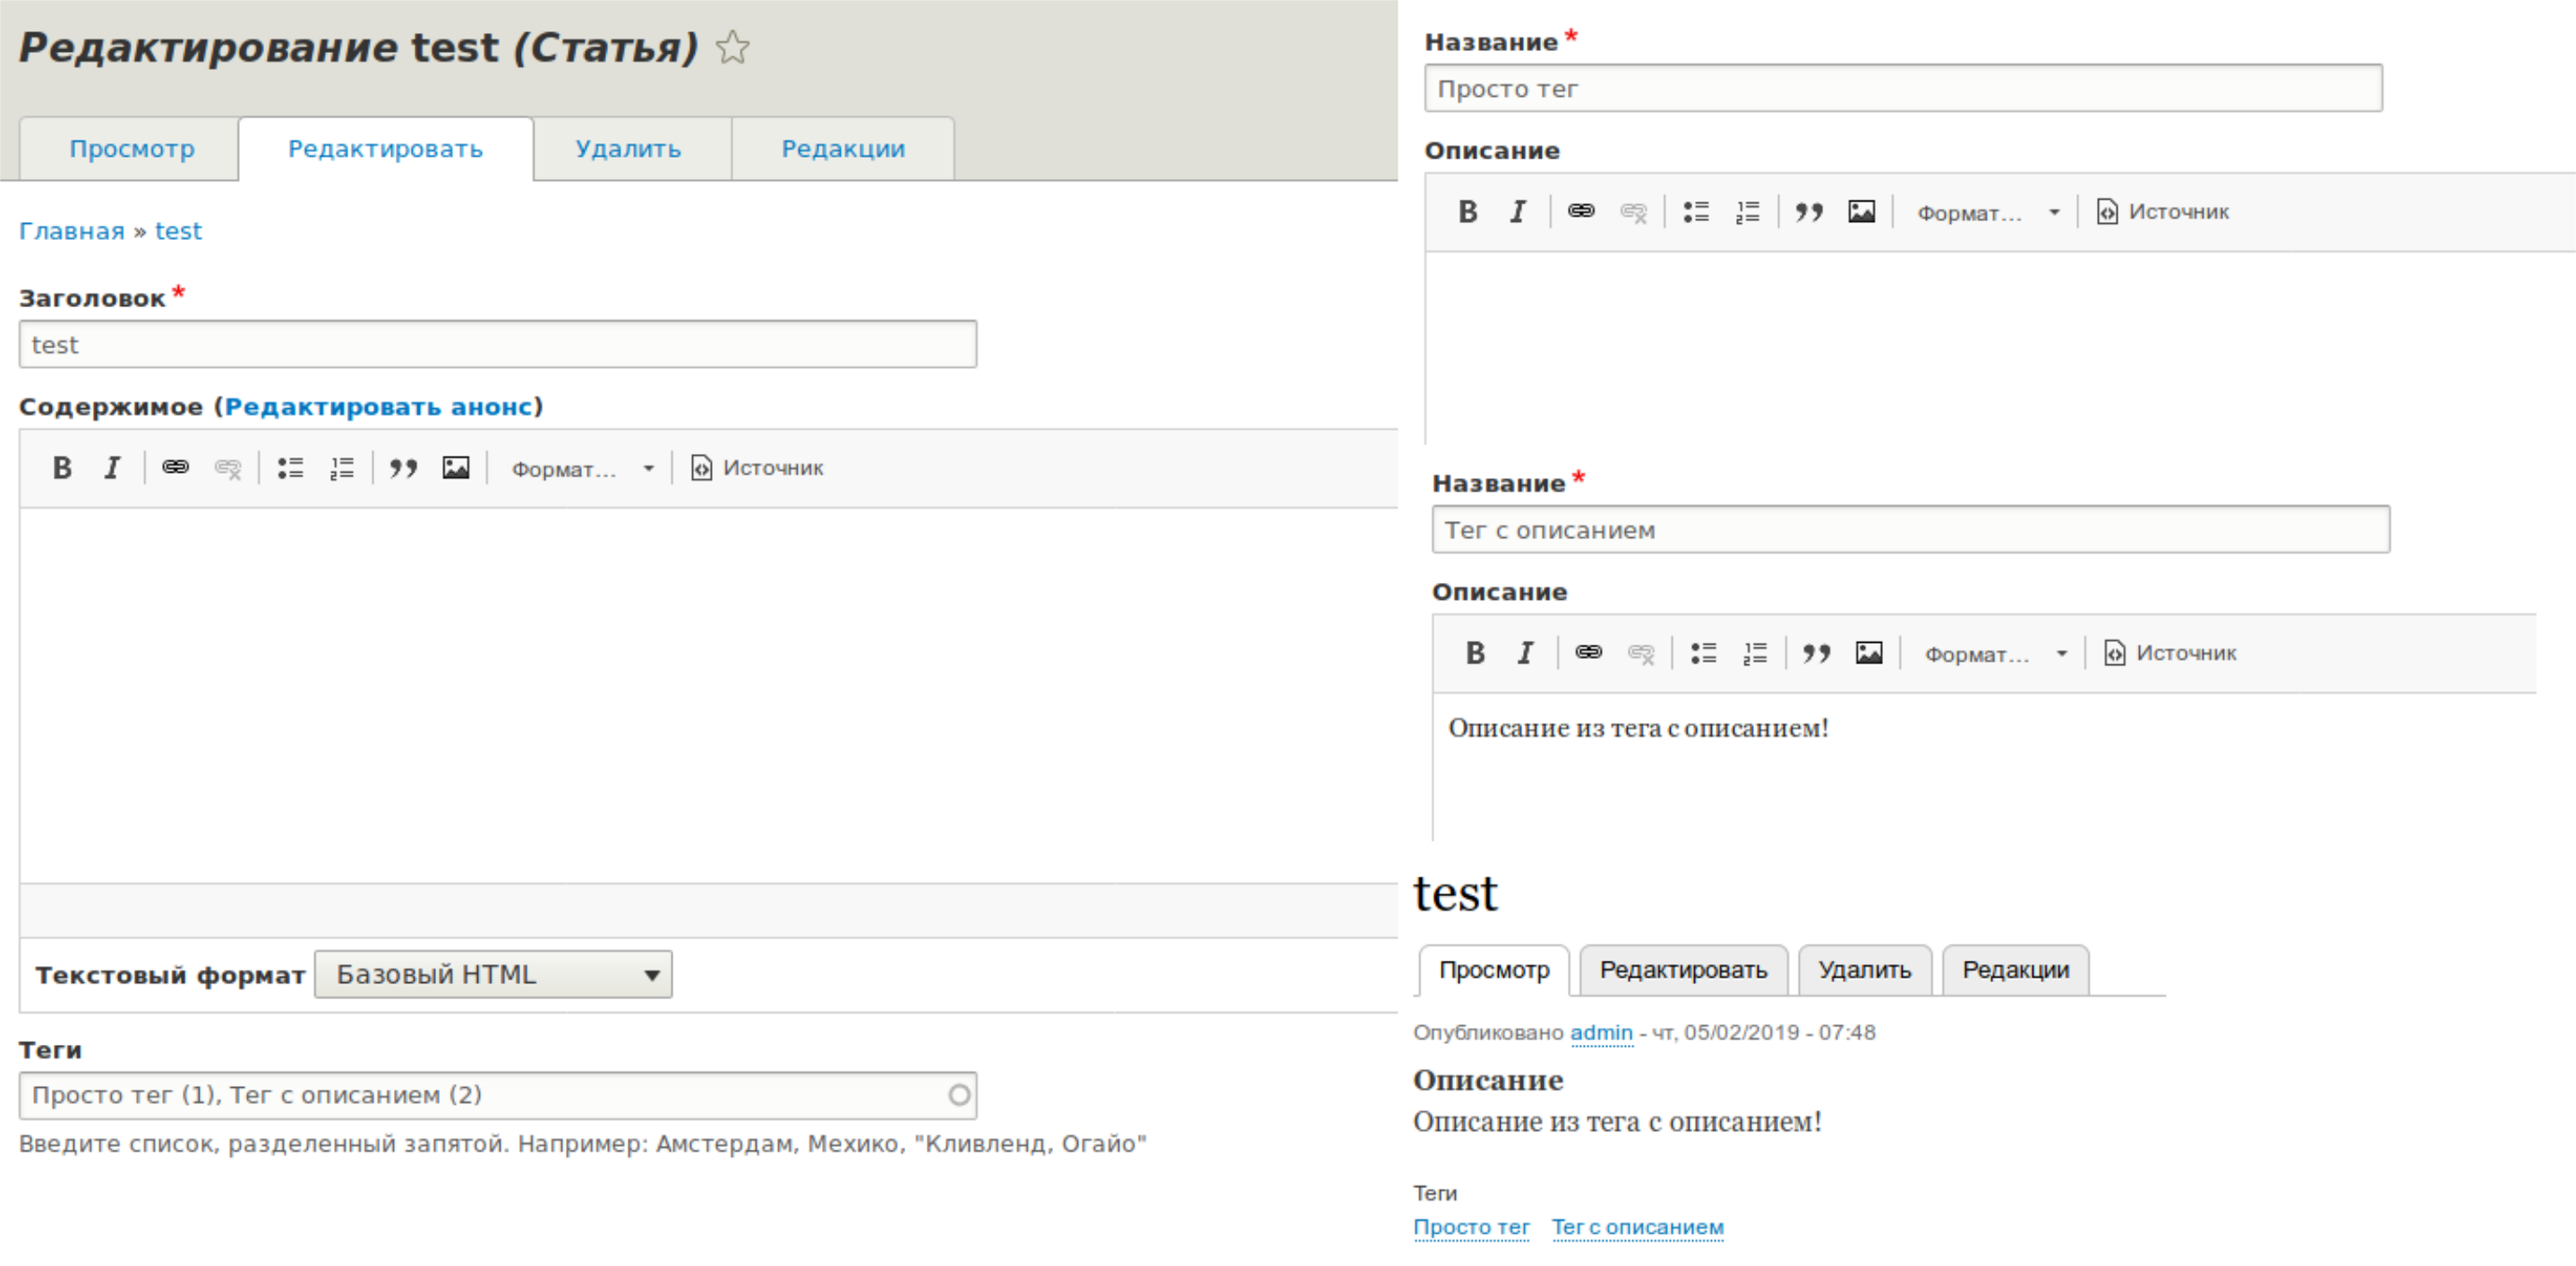 Редактирование test (Статья)
Просмотр Редактировать Удалить Редакции
Главная » test
Заголовок *
test
Содержимое (Редактировать анонс)
B I Формат... Источник
Текстовый формат Базовый HTML
Теги
Просто тег (1), Тег с описанием (2)
Введите список, разделенный запятой. Например: Амстердам, Мехико, "Кливленд, Огайо"
Название *
Просто тег
Описание
B I Формат... Источник
Название *
Тег с описанием
Описание
B I Формат... Источник
Описание из тега с описанием!
test
Просмотр Редактировать Удалить Редакции
Опубликовано admin - чт, 05/02/2019 - 07:48
Описание
Описание из тега с описанием!
Теги
Просто тег Тег с описанием